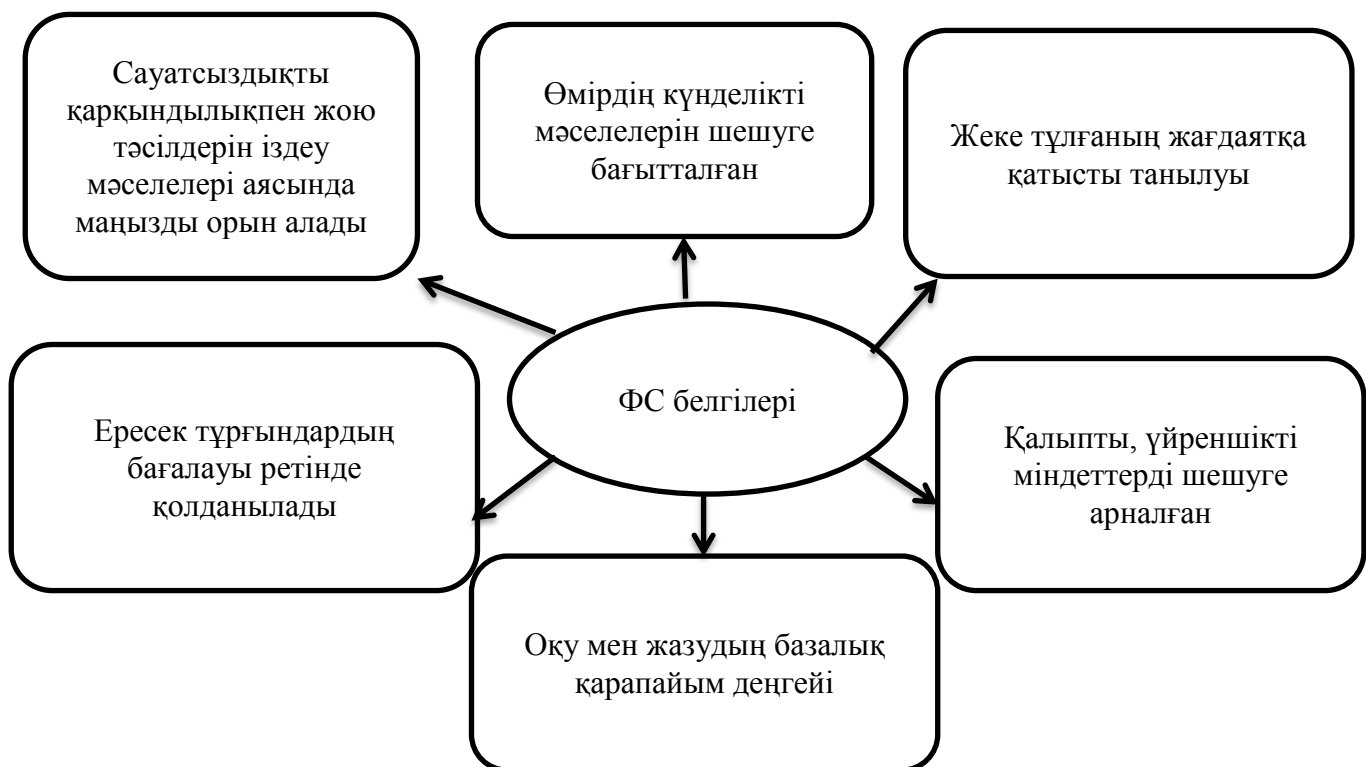 Сауатсыздықты
қарқындылықпен жою
тәсілдерін іздеу
мәселелері аясында
маңызды орын алады
Өмірдің күнделікті
мәселелерін шешуге
бағытталған
Жеке тұлғаның жағдаятқа
қатысты танылуы
Ересек тұрғындардың
бағалауы ретінде
қолданылады
ФС белгілері
Қалыпты, үйреншікті
міндеттерді шешуге
арналған
Оқу мен жазудың базалық
қарапайым деңгейі